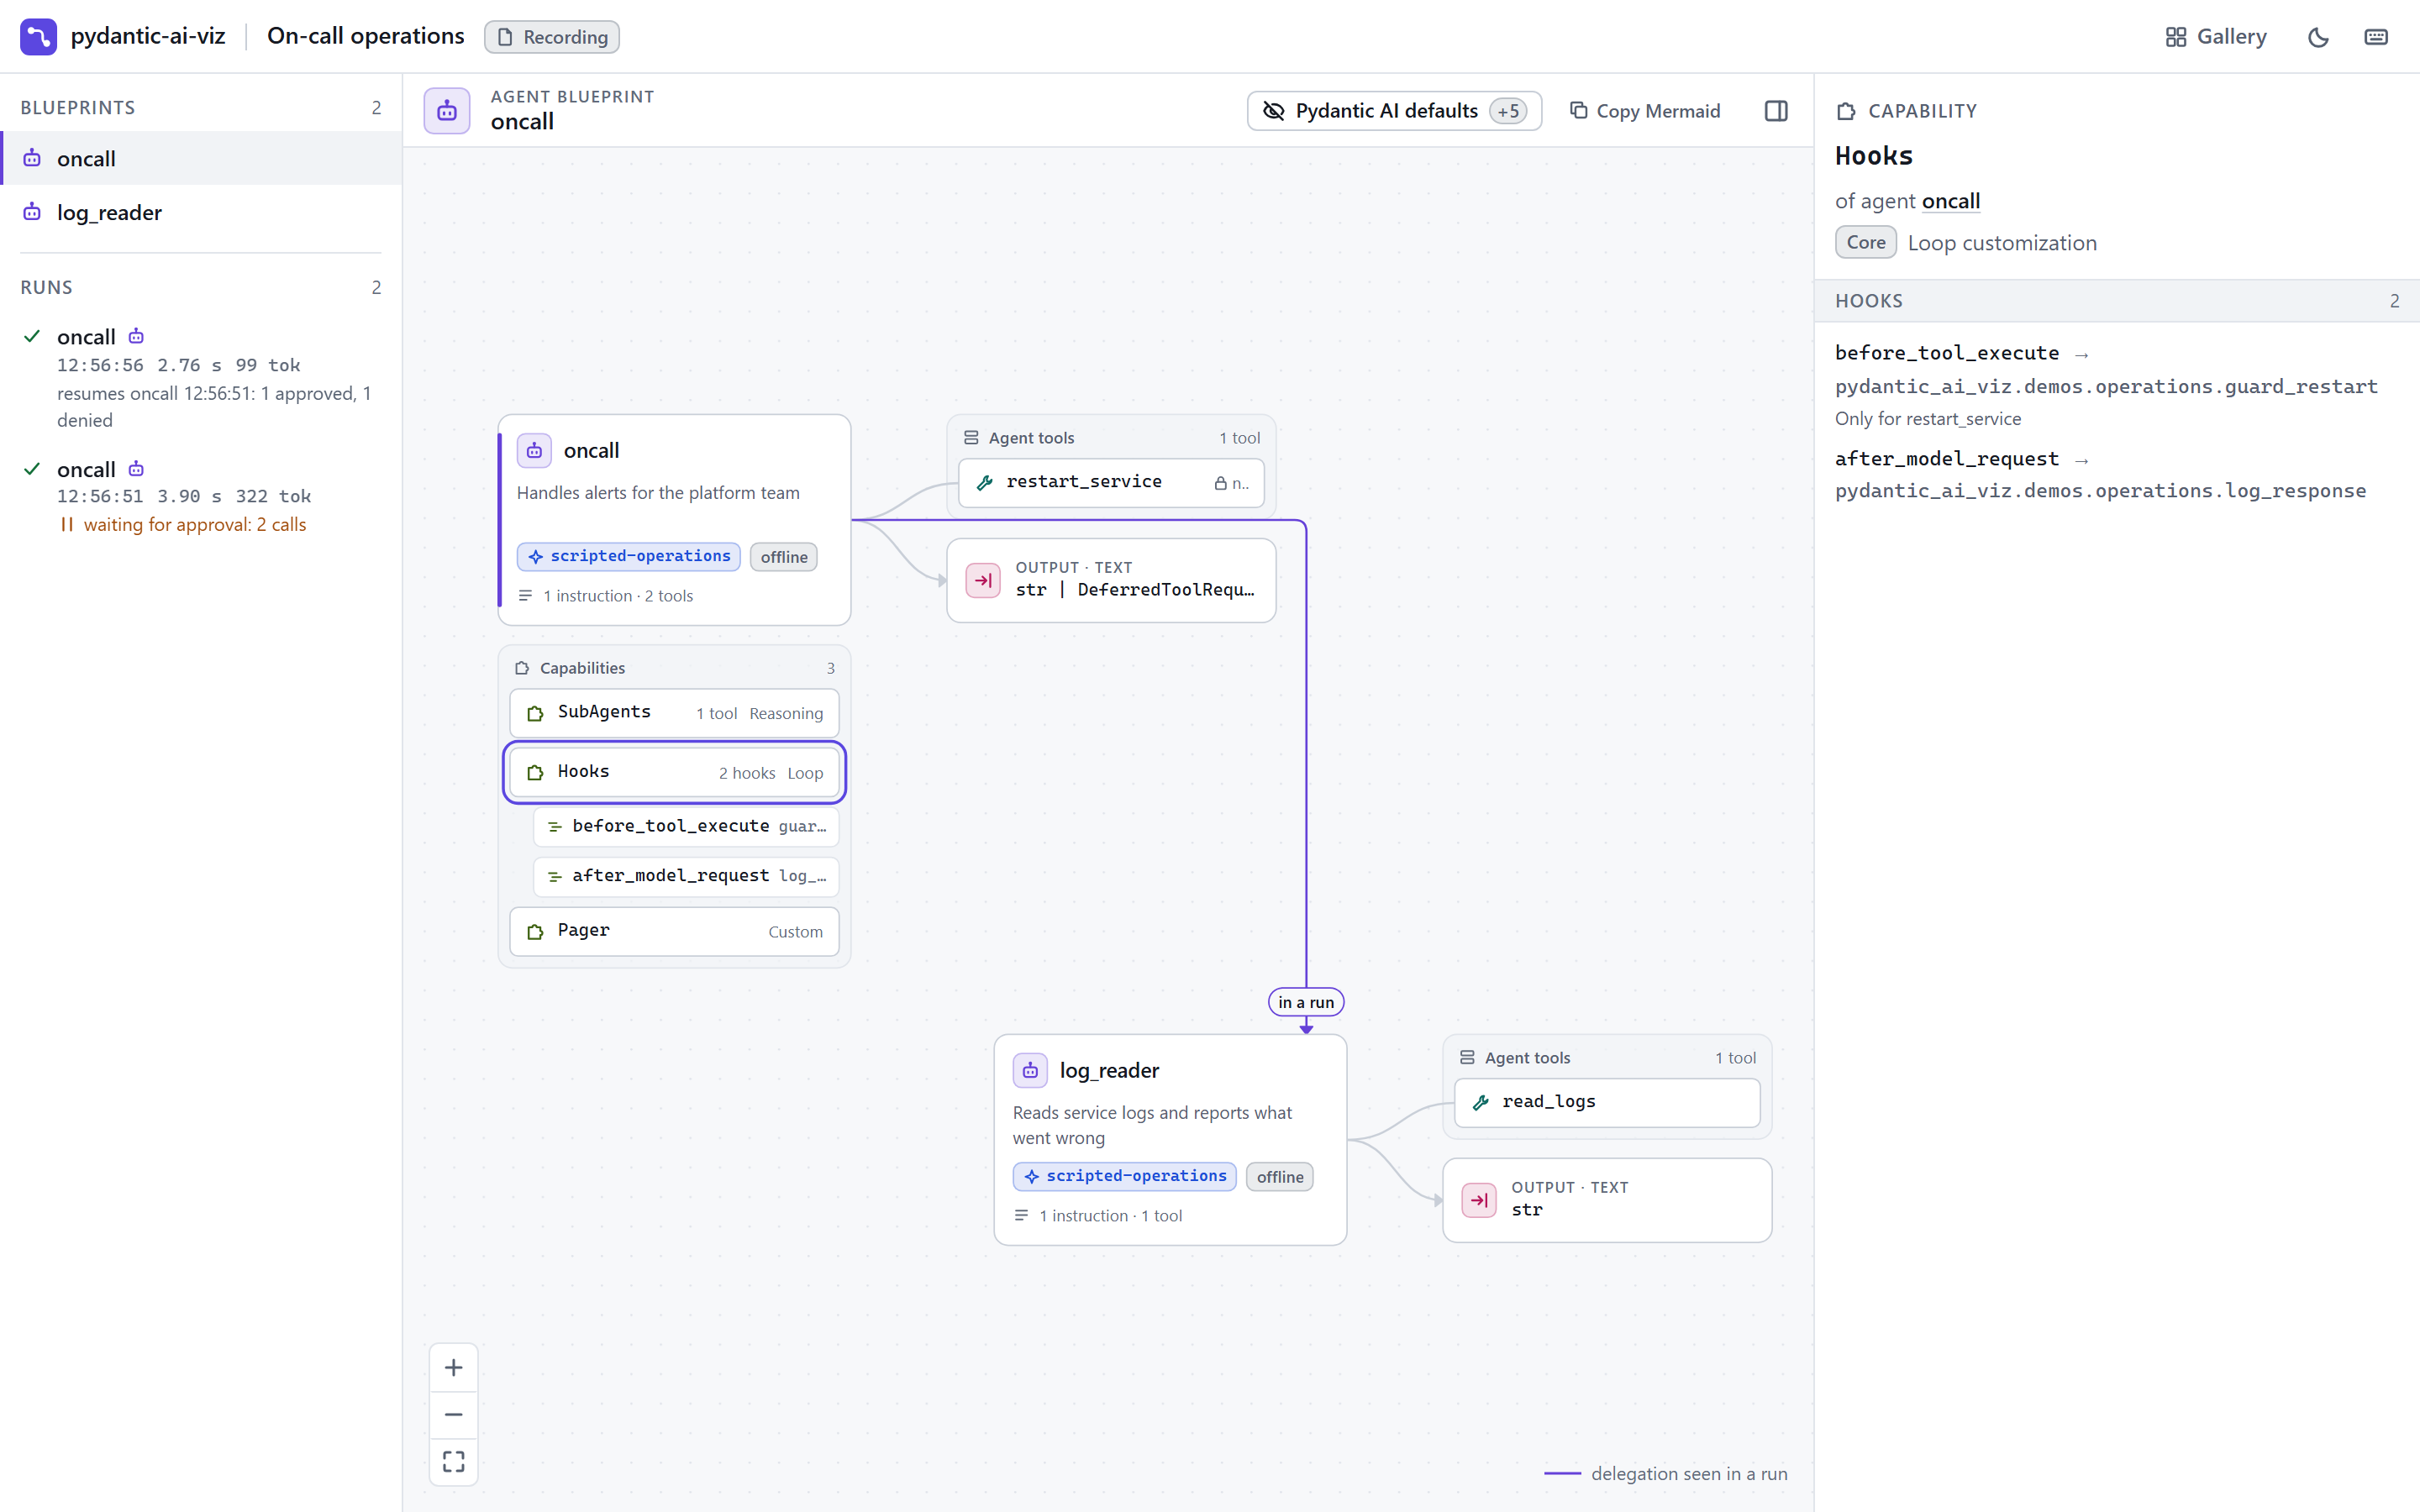 pydantic-ai-viz
On-call operations
Recording
Gallery
BLUEPRINTS 2
oncall
log_reader
RUNS 2
oncall
12:56:56 2.76 s 99 tok
resumes oncall 12:56:51: 1 approved, 1
denied
oncall
12:56:51 3.90 s 322 tok
waiting for approval: 2 calls
AGENT BLUEPRINT
oncall
Pydantic AI defaults +5
Copy Mermaid
oncall
Handles alerts for the platform team
scripted-operations offline
1 instruction · 2 tools
Agent tools 1 tool
restart_service n..
OUTPUT · TEXT
str | DeferredToolRequ…
Capabilities 3
SubAgents 1 tool Reasoning
Hooks 2 hooks Loop
before_tool_execute guar…
after_model_request log_…
Pager Custom
in a run
log_reader
Reads service logs and reports what
went wrong
scripted-operations offline
1 instruction · 1 tool
Agent tools 1 tool
read_logs
OUTPUT · TEXT
str
delegation seen in a run
CAPABILITY
Hooks
of agent oncall
Core Loop customization
HOOKS 2
before_tool_execute →
pydantic_ai_viz.demos.operations.guard_restart
Only for restart_service
after_model_request →
pydantic_ai_viz.demos.operations.log_response